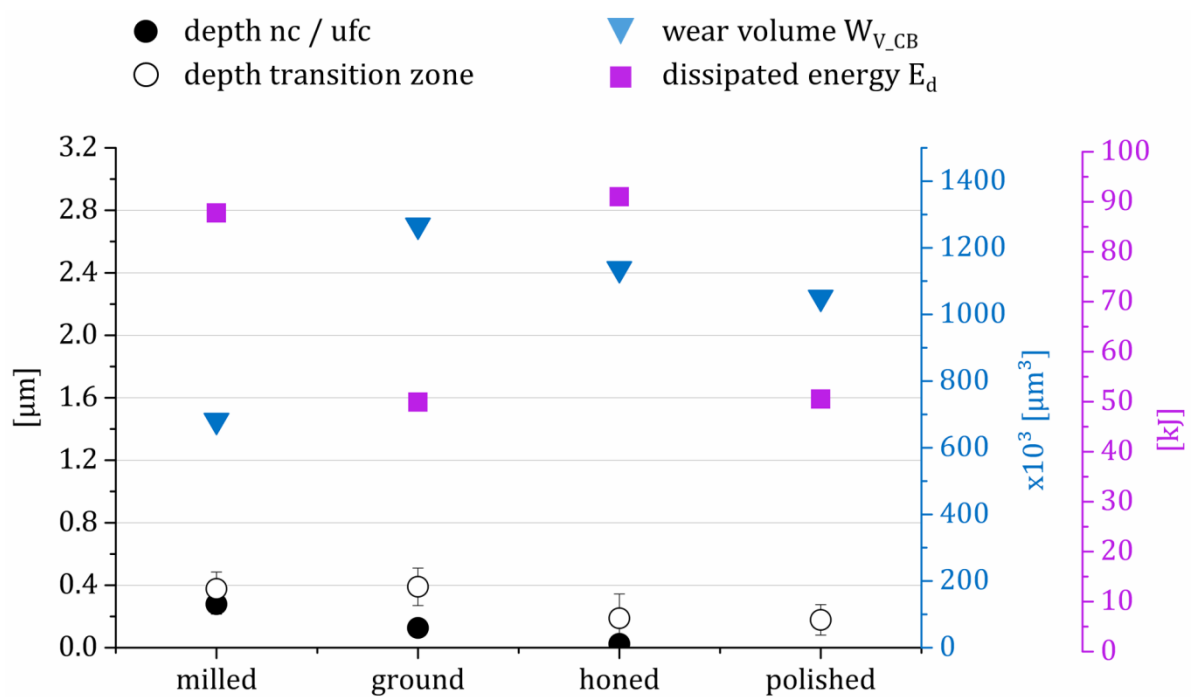 depth nc / ufc
depth transition zone
wear volume W_{V_CB}
dissipated energy E_d
3.2
2.8
2.4
2.0
1.6
1.2
0.8
0.4
0.0
[µm]
milled
ground
honed
polished
1400
1200
1000
800
600
400
200
0
x10³ [µm³]
100
90
80
70
60
50
40
30
20
10
0
[kJ]